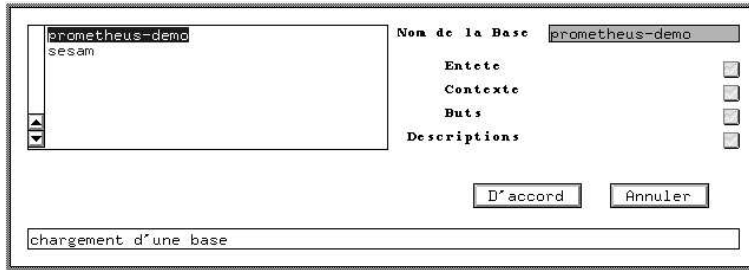 prometheus-demo
sesam
Nom de la Base prometheus-demo
Entete
Contexte
Buts
Descriptions
D'accord Annuler
chargement d'une base